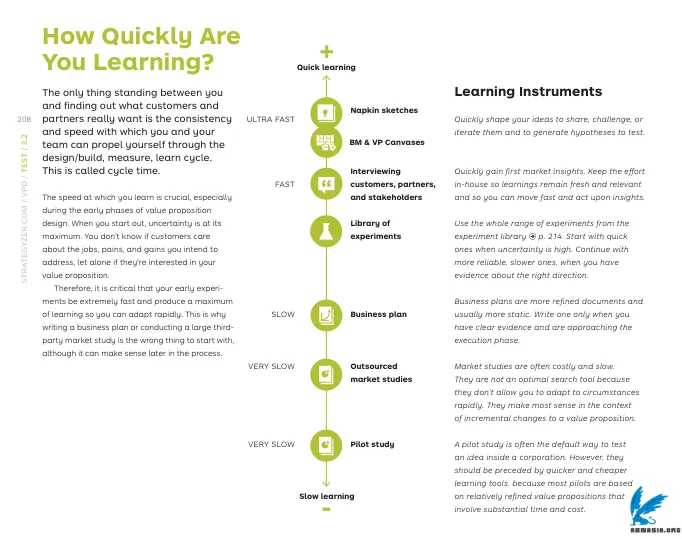 How Quickly Are
You Learning?
The only thing standing between you
and finding out what customers and
partners really want is the consistency
and speed with which you and your
team can propel yourself through the
design/build, measure, learn cycle.
This is called cycle time.
The speed at which you learn is crucial, especially
during the early phases of value proposition
design. When you start out, uncertainty is at its
maximum. You don't know if customers care
about the jobs, pains, and gains you intend to
address, let alone if they're interested in your
value proposition.
Therefore, it is critical that your early experi-
ments be extremely fast and produce a maximum
of learning so you can adapt rapidly. This is why
writing a business plan or conducting a large third-
party market study is the wrong thing to start with,
although it can make sense later in the process.
208
STRATEGYZER.COM / VPD / TEST / 3.2
+
Quick learning
ULTRA FAST
Napkin sketches
BM & VP Canvases
FAST
Interviewing
customers, partners,
and stakeholders
Library of
experiments
SLOW
Business plan
VERY SLOW
Outsourced
market studies
VERY SLOW
Pilot study
Slow learning
-
Learning Instruments
Quickly shape your ideas to share, challenge, or
iterate them and to generate hypotheses to test.
Quickly gain first market insights. Keep the effort
in-house so learnings remain fresh and relevant
and so you can move fast and act upon insights.
Use the whole range of experiments from the
experiment library p. 214. Start with quick
ones when uncertainty is high. Continue with
more reliable, slower ones, when you have
evidence about the right direction.
Business plans are more refined documents and
usually more static. Write one only when you
have clear evidence and are approaching the
execution phase.
Market studies are often costly and slow.
They are not an optimal search tool because
they don't allow you to adapt to circumstances
rapidly. They make most sense in the context
of incremental changes to a value proposition.
A pilot study is often the default way to test
an idea inside a corporation. However, they
should be preceded by quicker and cheaper
learning tools, because most pilots are based
on relatively refined value propositions that
involve substantial time and cost.
ABMASIA.ORG